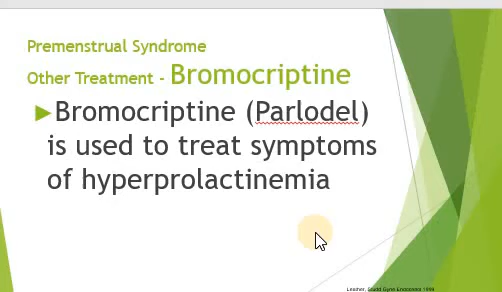 Premenstrual Syndrome
Other Treatment - Bromocriptine
Bromocriptine (Parlodel)
is used to treat symptoms
of hyperprolactinemia